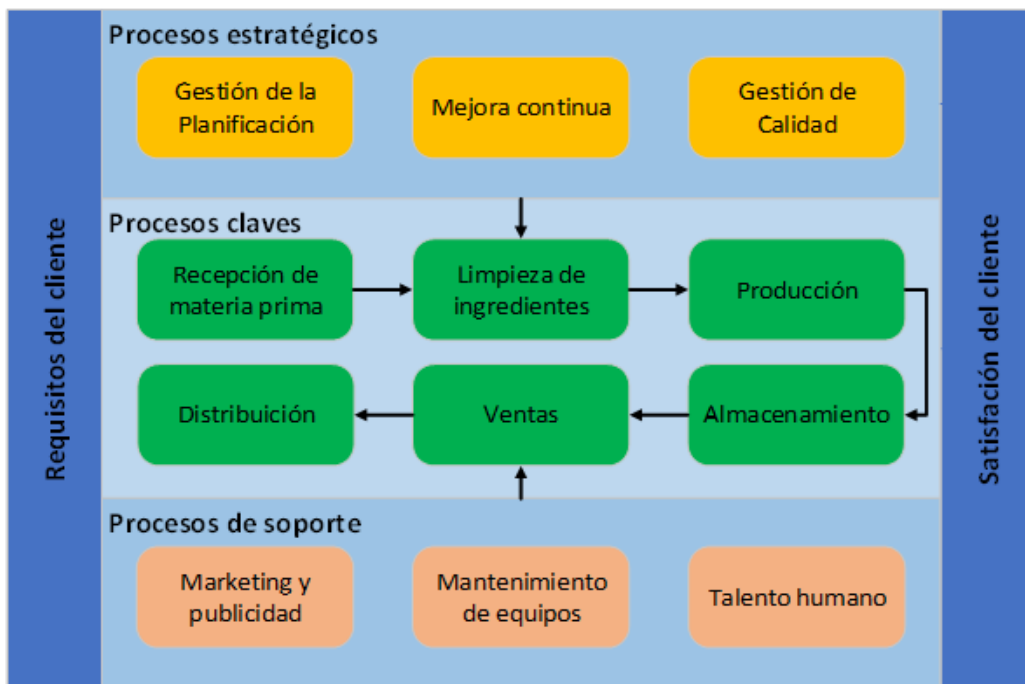 Requisitos del cliente
Procesos estratégicos
Gestión de la
Planificación
Mejora continua
Gestión de
Calidad
Procesos claves
Recepción de
materia prima
Limpieza de
ingredientes
Producción
Distribuición
Ventas
Almacenamiento
Procesos de soporte
Marketing y
publicidad
Mantenimiento
de equipos
Talento humano
Satisfación del cliente